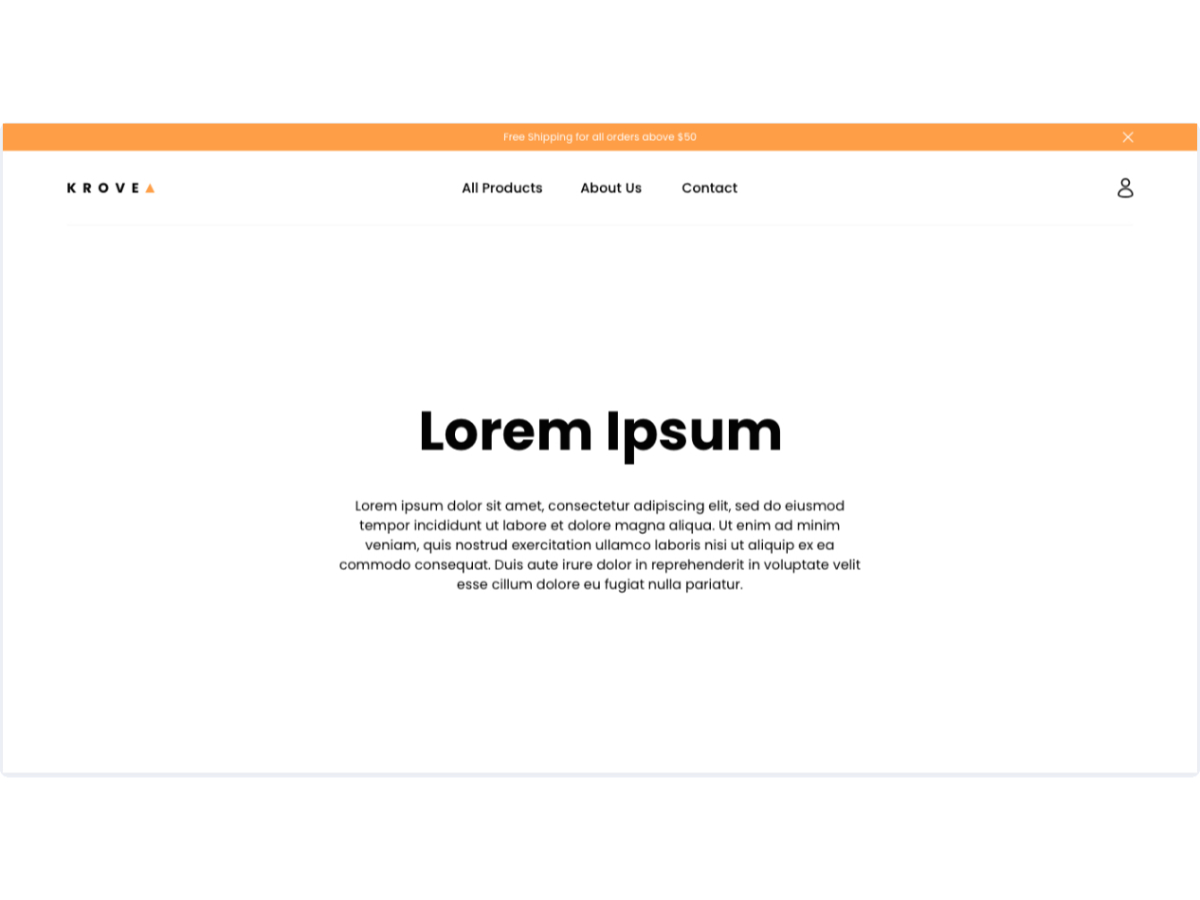 Free Shipping for all orders above $50
KROVE
All Products About Us Contact
Lorem Ipsum
Lorem ipsum dolor sit amet, consectetur adipiscing elit, sed do eiusmod
tempor incididunt ut labore et dolore magna aliqua. Ut enim ad minim
veniam, quis nostrud exercitation ullamco laboris nisi ut aliquip ex ea
commodo consequat. Duis aute irure dolor in reprehenderit in voluptate velit
esse cillum dolore eu fugiat nulla pariatur.